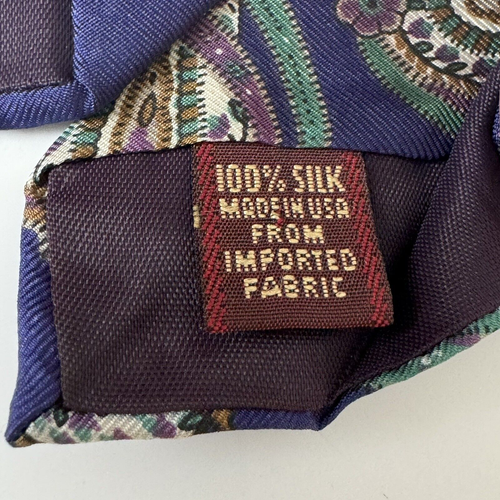 100% SILK
MADE IN USA
FROM
IMPORTED
FABRIC